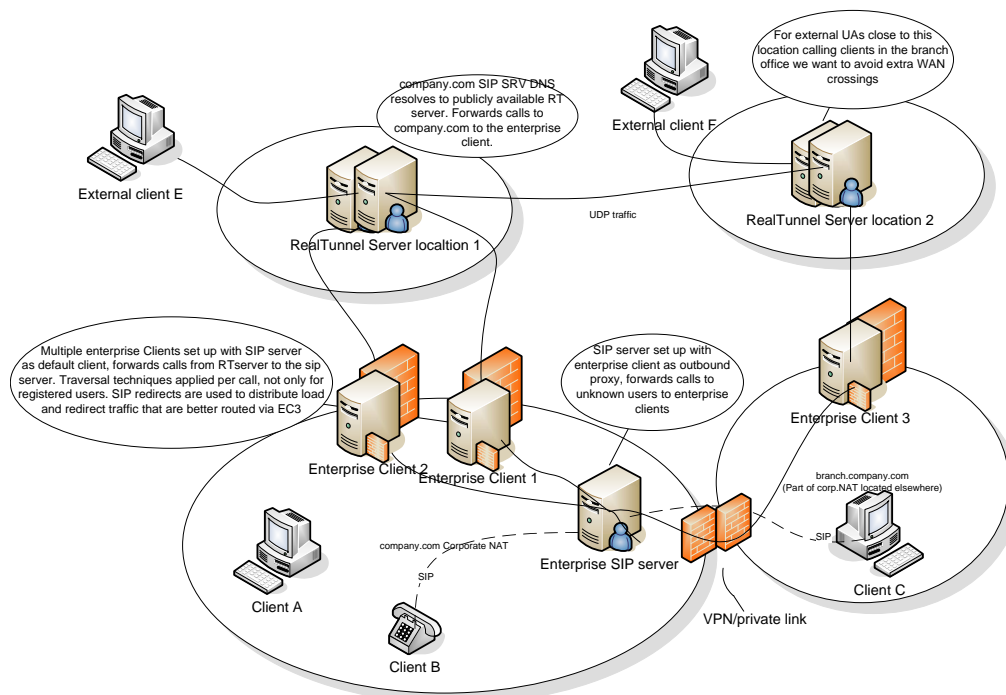 For external UAs close to this
location calling clients in the branch
office we want to avoid extra WAN
crossings
company.com SIP SRV DNS
resolves to publicly available RT
server. Forwards calls to
company.com to the enterprise
client.
External client F
External client E
UDP traffic
RealTunnel Server location 2
RealTunnel Server localtion 1
Multiple enterprise Clients set up with SIP server
as default client, forwards calls from RTserver to the sip
server. Traversal techniques applied per call, not only for
registered users. SIP redirects are used to distribute load
and redirect traffic that are better routed via EC3
SIP server set up with
enterprise client as outbound
proxy, forwards calls to
unknown users to enterprise
clients
Enterprise Client 3
Enterprise Client 2
Enterprise Client 1
branch.company.com
(Part of corp.NAT located elsewhere)
company.com Corporate NAT
SIP
Enterprise SIP server
SIP
Client C
Client A
VPN/private link
Client B